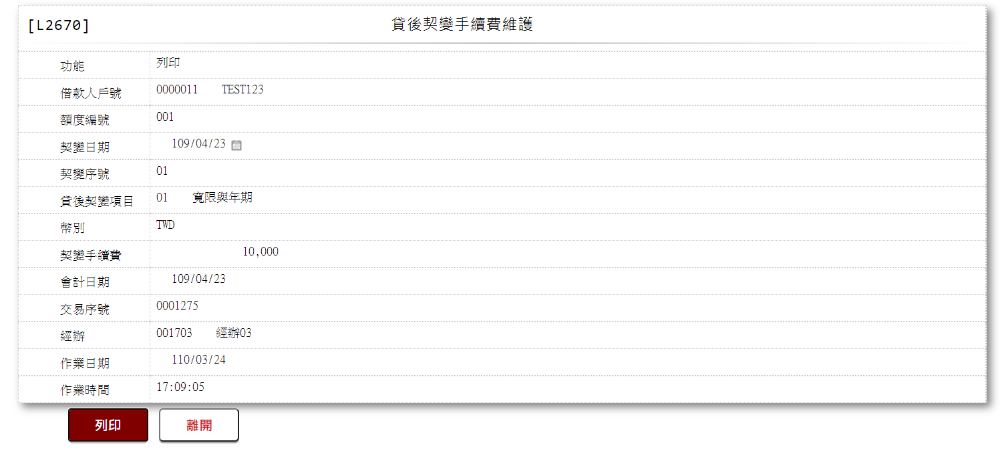 [L2670] 貸後契變手續費維護
功能 列印
借款人戶號 0000011 TEST123
額度編號 001
契變日期 109/04/23
契變序號 01
貸後契變項目 01 寬限與年期
幣別 TWD
契變手續費 10,000
會計日期 109/04/23
交易序號 0001275
經辦 001703 經辦03
作業日期 110/03/24
作業時間 17:09:05
列印 離開